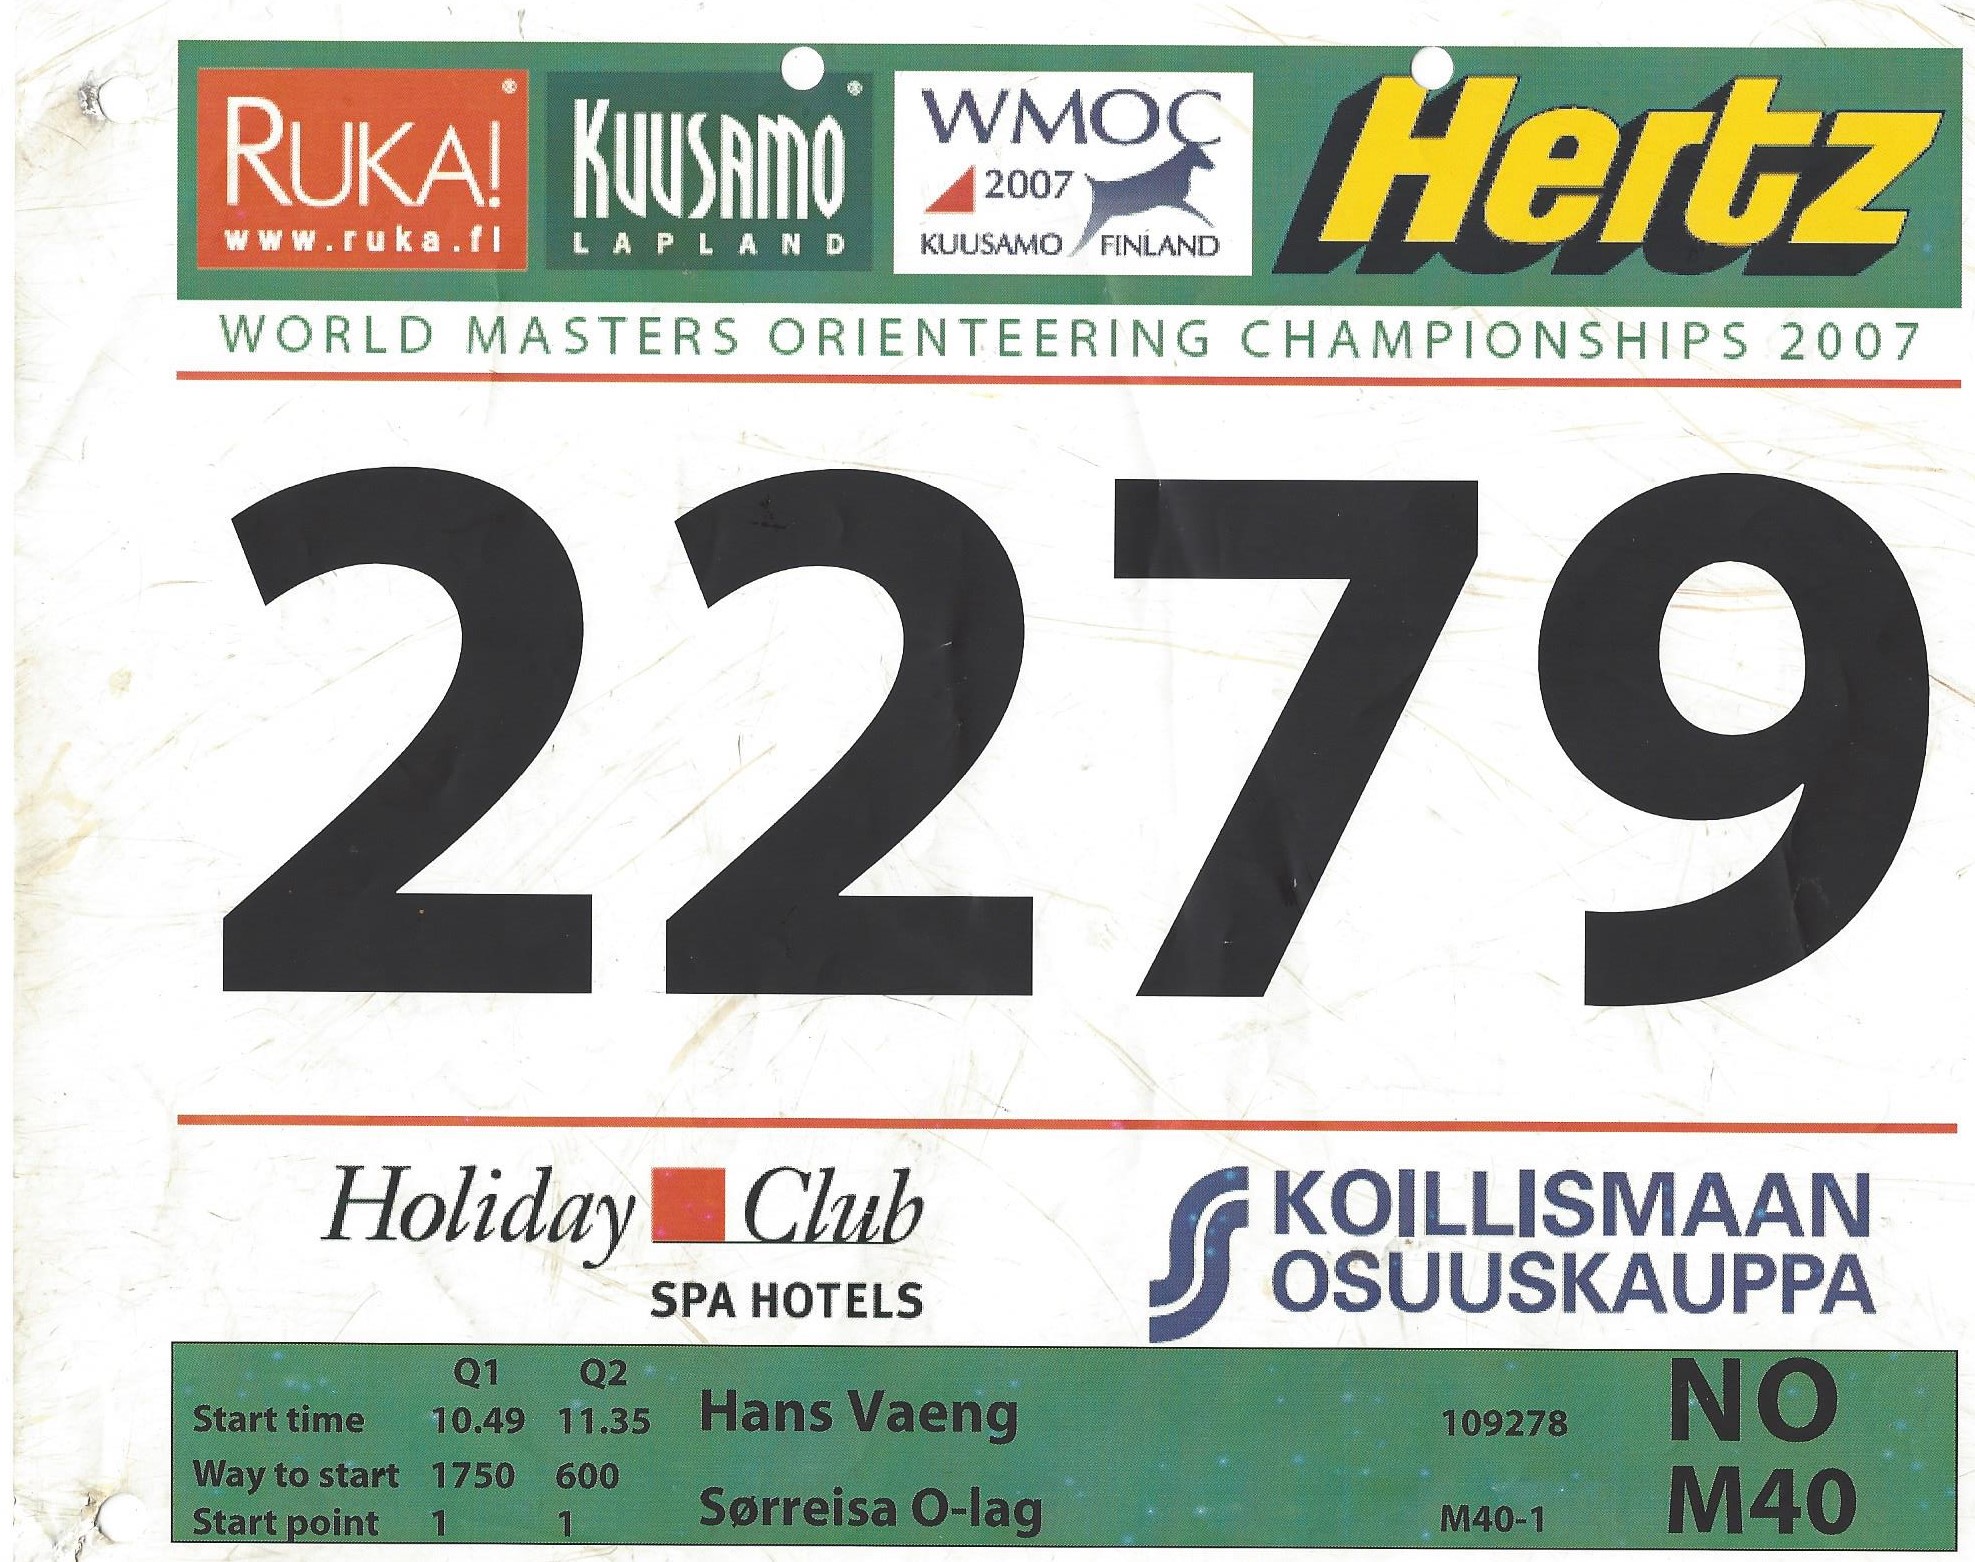 RUKA!®
www.ruka.fi
KUUSAMO®
LAPLAND
WMOC
2007
KUUSAMO FINLAND
Hertz
WORLD MASTERS ORIENTEERING CHAMPIONSHIPS 2007
2279
Holiday Club
SPA HOTELS
KOILLISMAAN
OSUUSKAUPPA
Q1 Q2
Start time 10.49 11.35
Way to start 1750 600
Start point 1 1
Hans Vaeng
Sørreisa O-lag
109278
M40-1
NO
M40